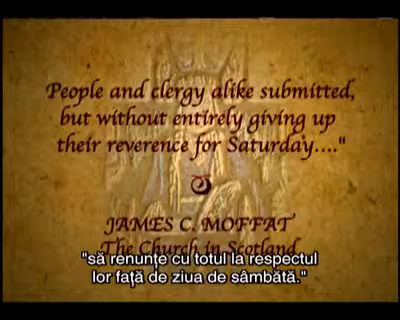 People and clergy alike submitted,
but without entirely giving up
their reverence for Saturday...."
JAMES C. MOFFAT
The Church in Scotland
"să renunțe cu totul la respectul
lor față de ziua de sâmbătă."